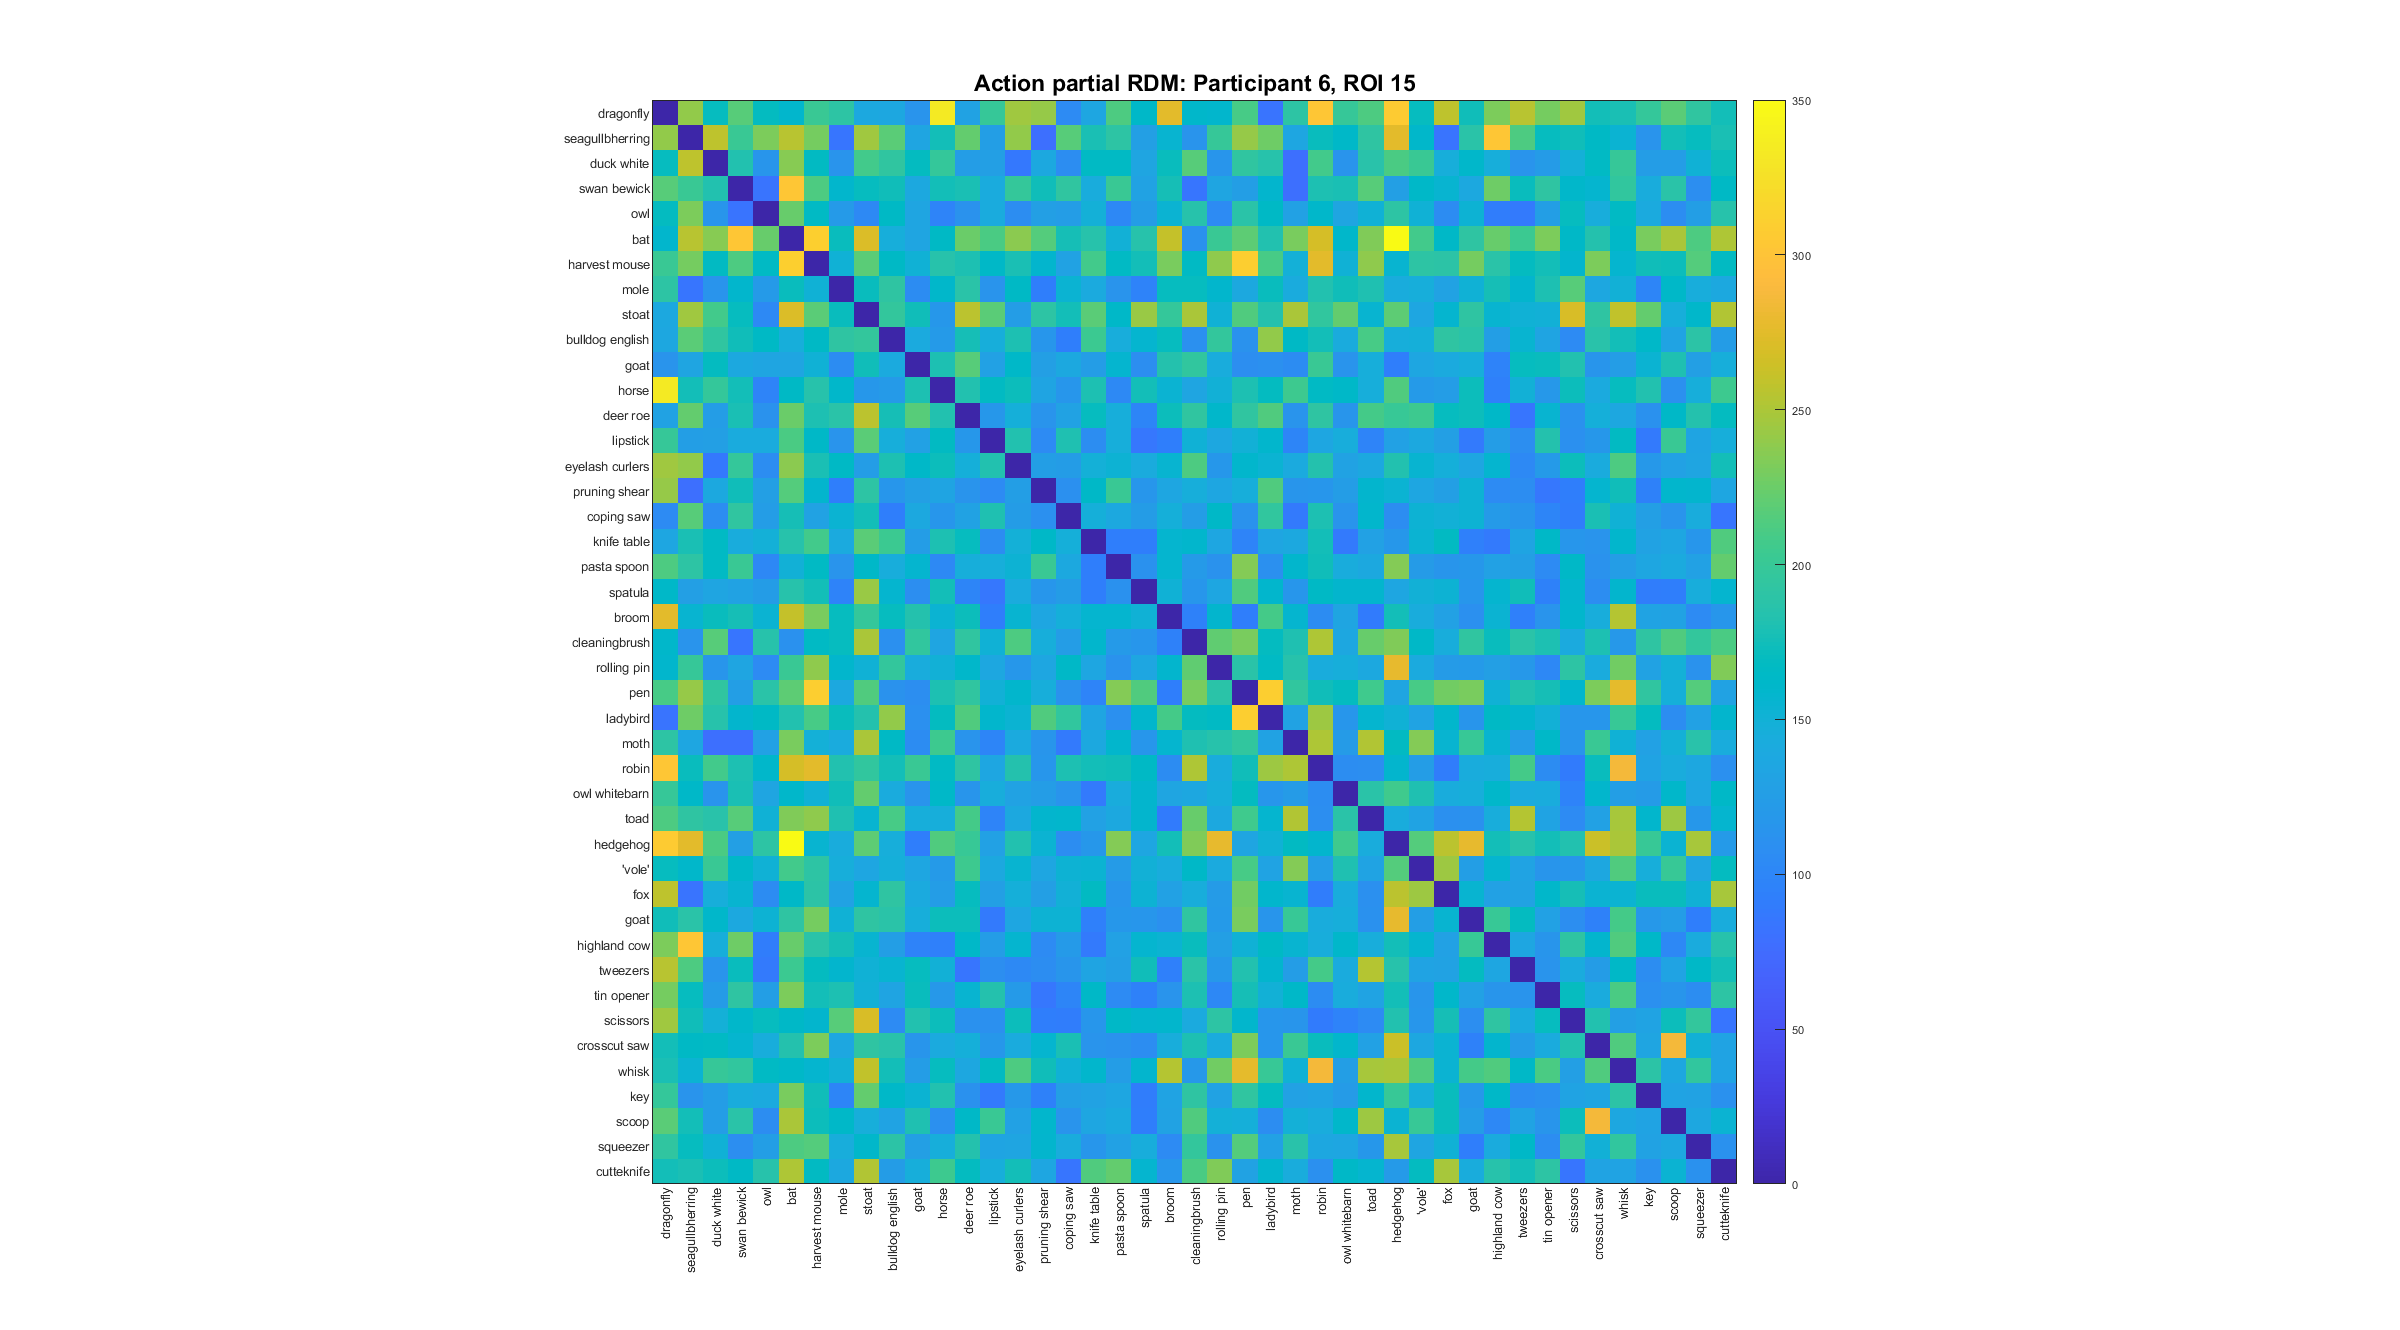 Action partial RDM: Participant 6, ROI 15
dragonfly
seagullbherring
duck white
swan bewick
owl
bat
harvest mouse
mole
stoat
bulldog english
goat
horse
deer roe
lipstick
eyelash curlers
pruning shear
coping saw
knife table
pasta spoon
spatula
broom
cleaningbrush
rolling pin
pen
ladybird
moth
robin
owl whitebarn
toad
hedgehog
'vole'
fox
goat
highland cow
tweezers
tin opener
scissors
crosscut saw
whisk
key
scoop
squeezer
cutteknife
dragonfly
seagullbherring
duck white
swan bewick
owl
bat
harvest mouse
mole
stoat
bulldog english
goat
horse
deer roe
lipstick
eyelash curlers
pruning shear
coping saw
knife table
pasta spoon
spatula
broom
cleaningbrush
rolling pin
pen
ladybird
moth
robin
owl whitebarn
toad
hedgehog
'vole'
fox
goat
highland cow
tweezers
tin opener
scissors
crosscut saw
whisk
key
scoop
squeezer
cutteknife
350
300
250
200
150
100
50
0